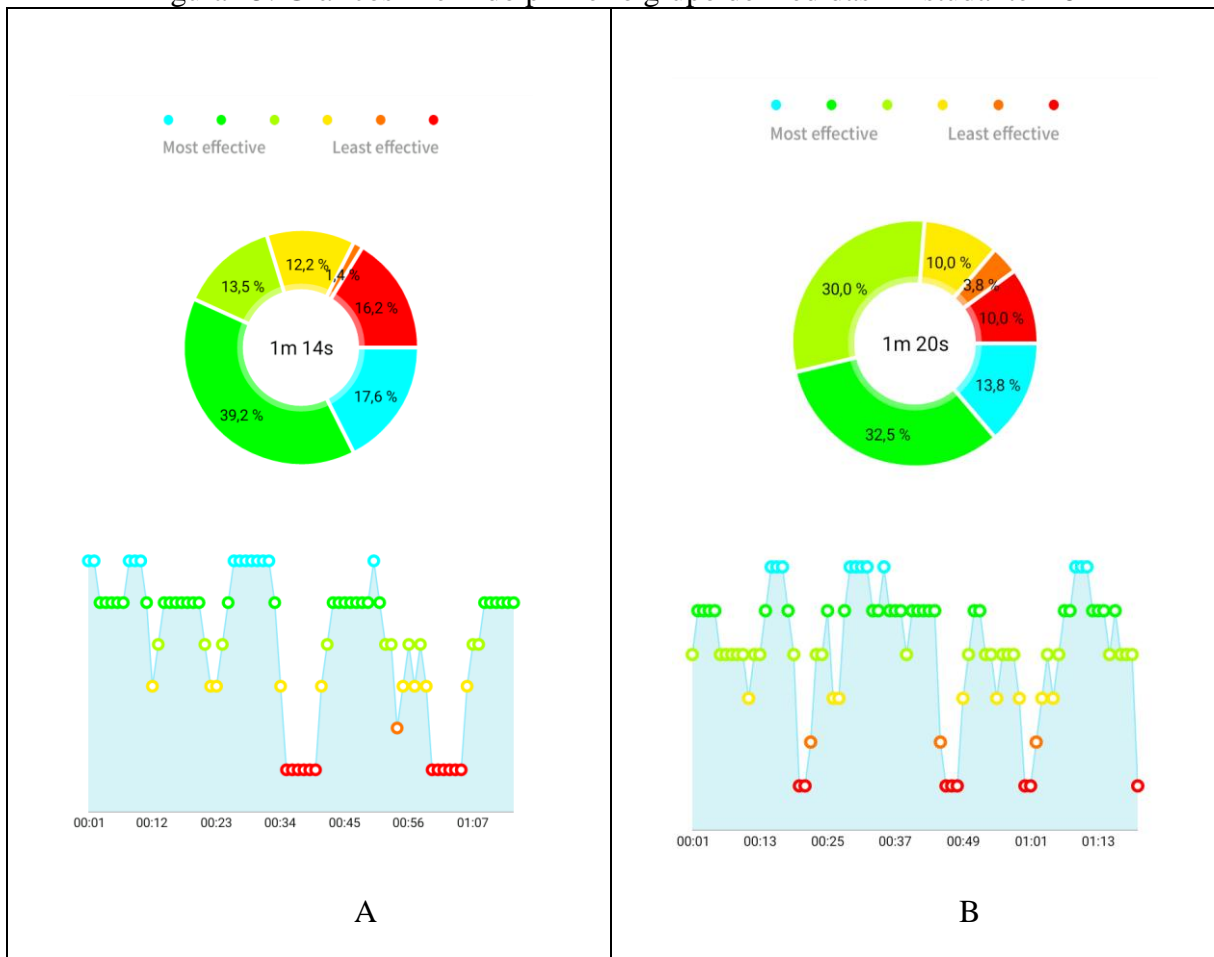 Most effective Least effective
12,2 %
1,4 %
13,5 %
16,2 %
1m 14s
17,6 %
39,2 %
00:01 00:12 00:23 00:34 00:45 00:56 01:07
A
Most effective Least effective
10,0 %
3,8 %
30,0 %
10,0 %
1m 20s
13,8 %
32,5 %
00:01 00:13 00:25 00:37 00:49 01:01 01:13
B